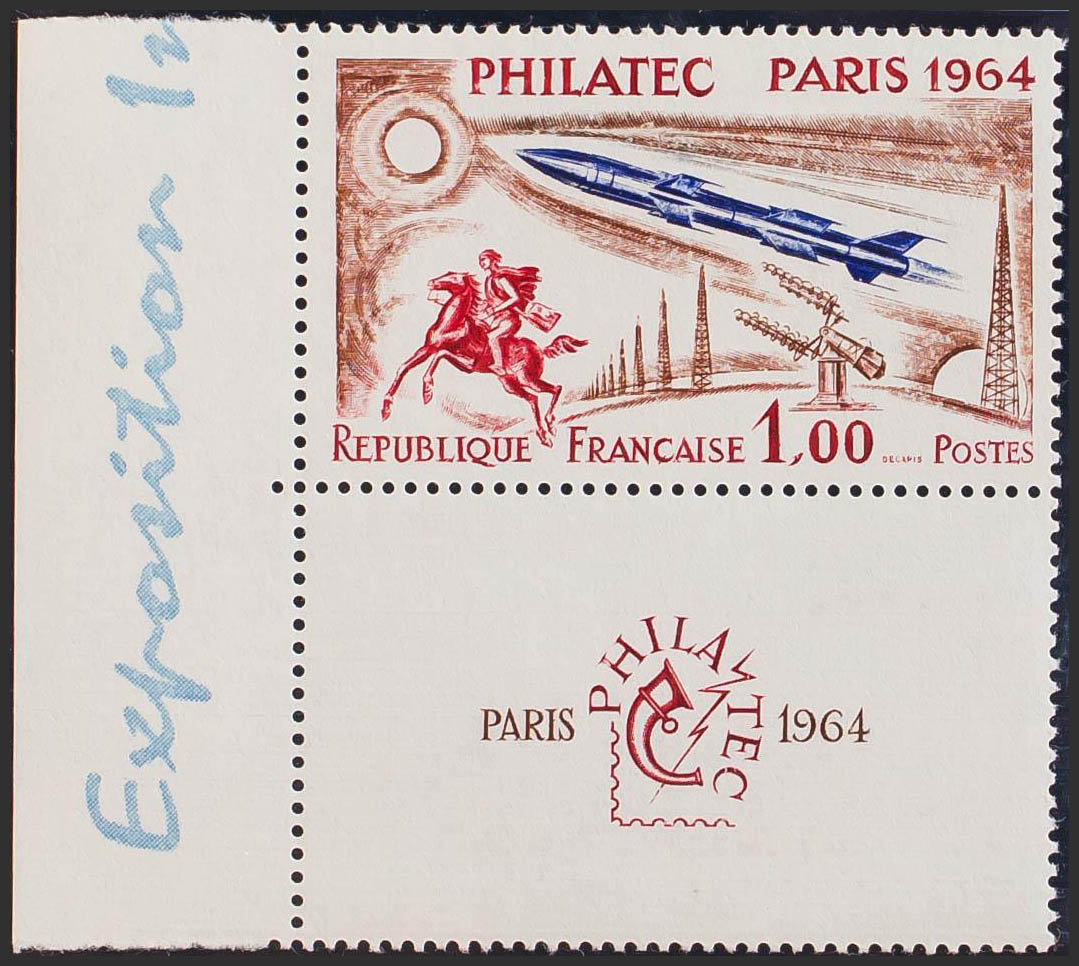 PHILATEC PARIS 1964
REPUBLIQUE FRANÇAISE 1,00 DECARIS POSTES
PARIS PHILATEC 1964
Exposition